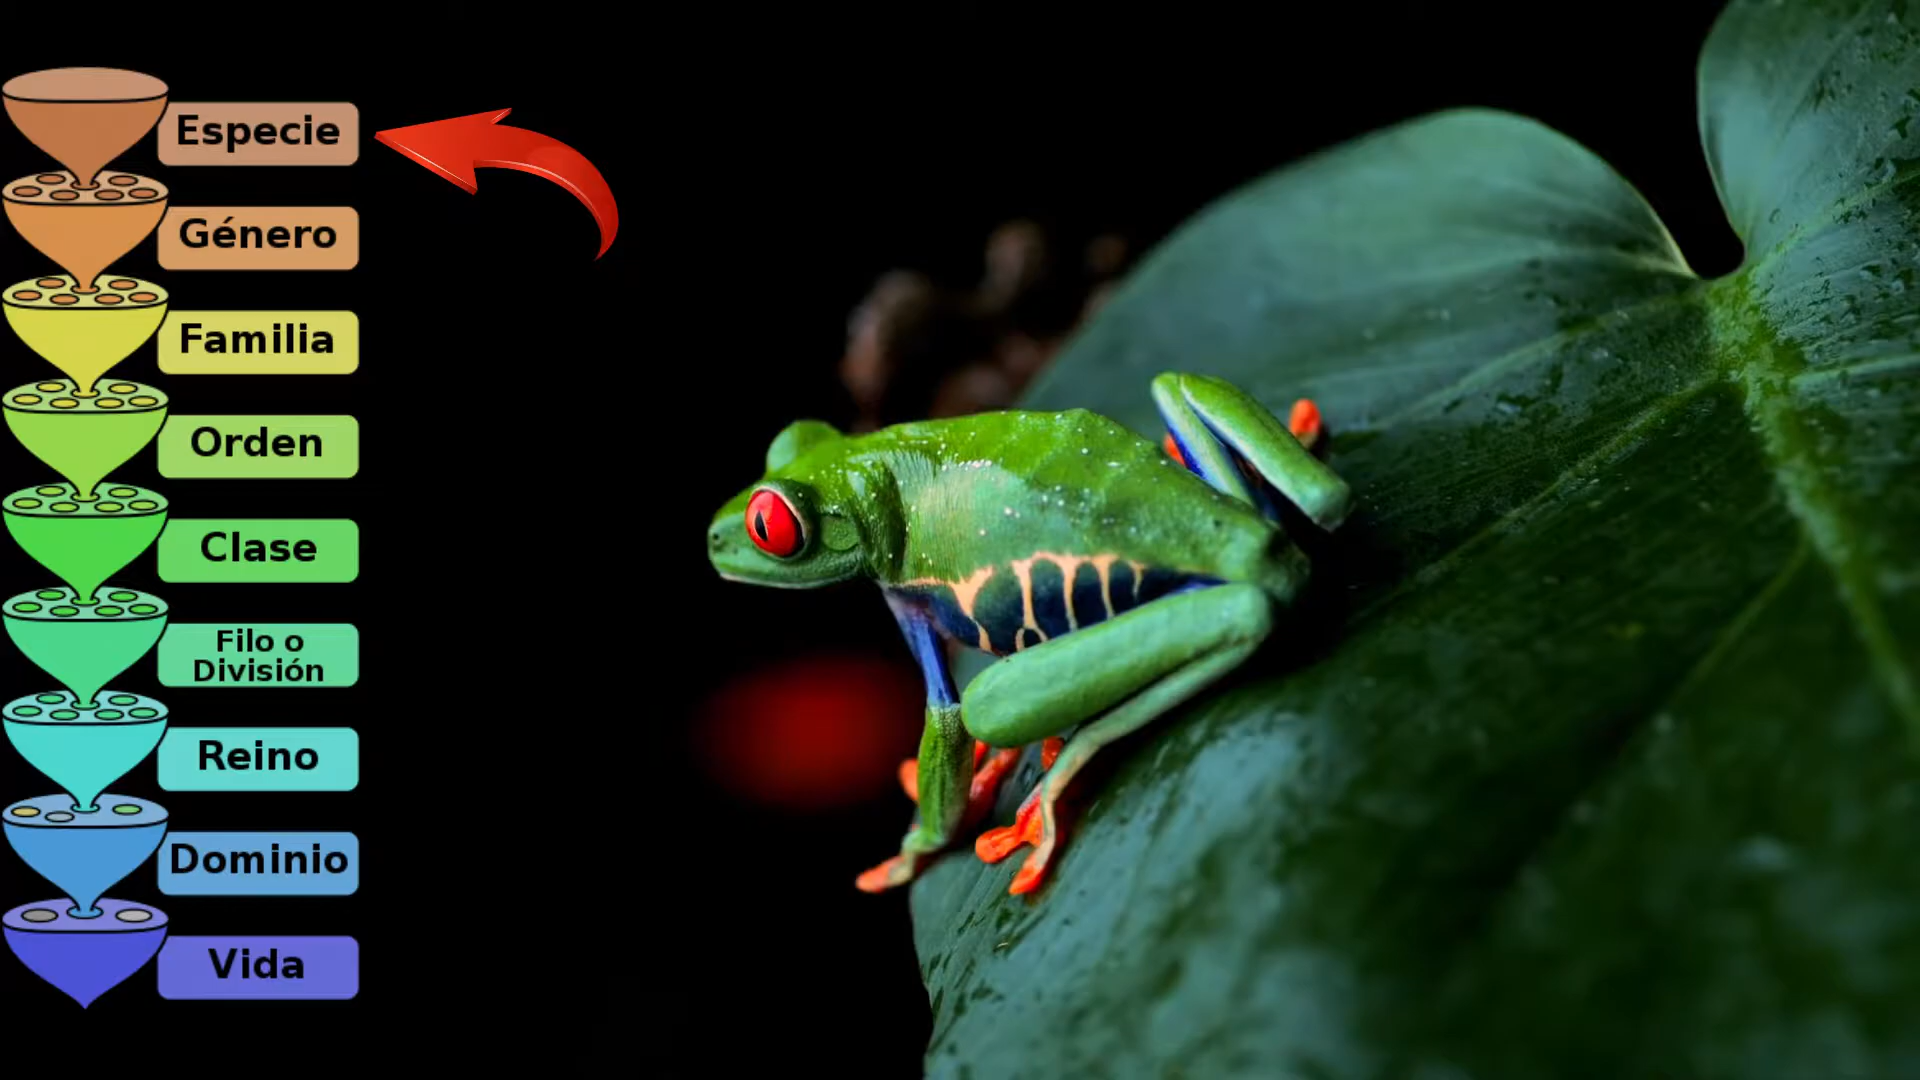 Especie
Género
Familia
Orden
Clase
Filo o
División
Reino
Dominio
Vida